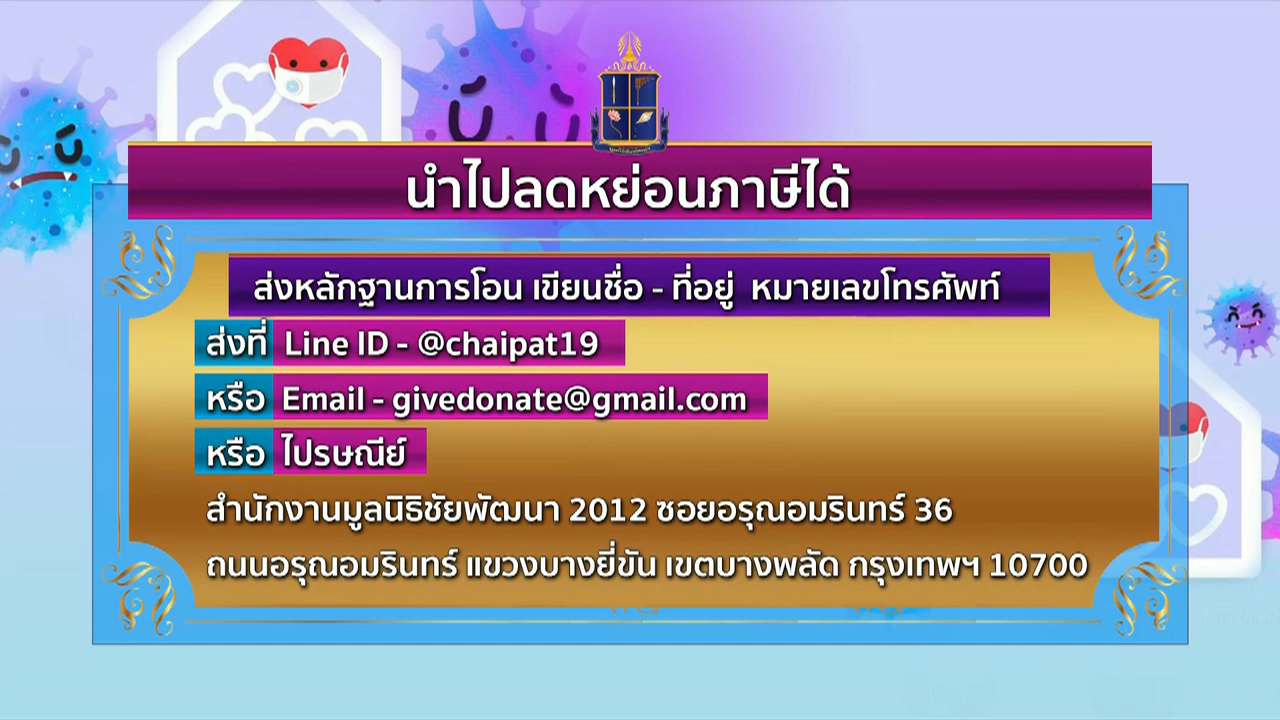 นำไปลดหย่อนภาษีได้
ส่งหลักฐานการโอน เขียนชื่อ - ที่อยู่ หมายเลขโทรศัพท์
ส่งที่ Line ID - @chaipat19
หรือ Email - givedonate@gmail.com
หรือ ไปรษณีย์
สำนักงานมูลนิธิชัยพัฒนา 2012 ซอยอรุณอมรินทร์ 36
ถนนอรุณอมรินทร์ แขวงบางยี่ขัน เขตบางพลัด กรุงเทพฯ 10700